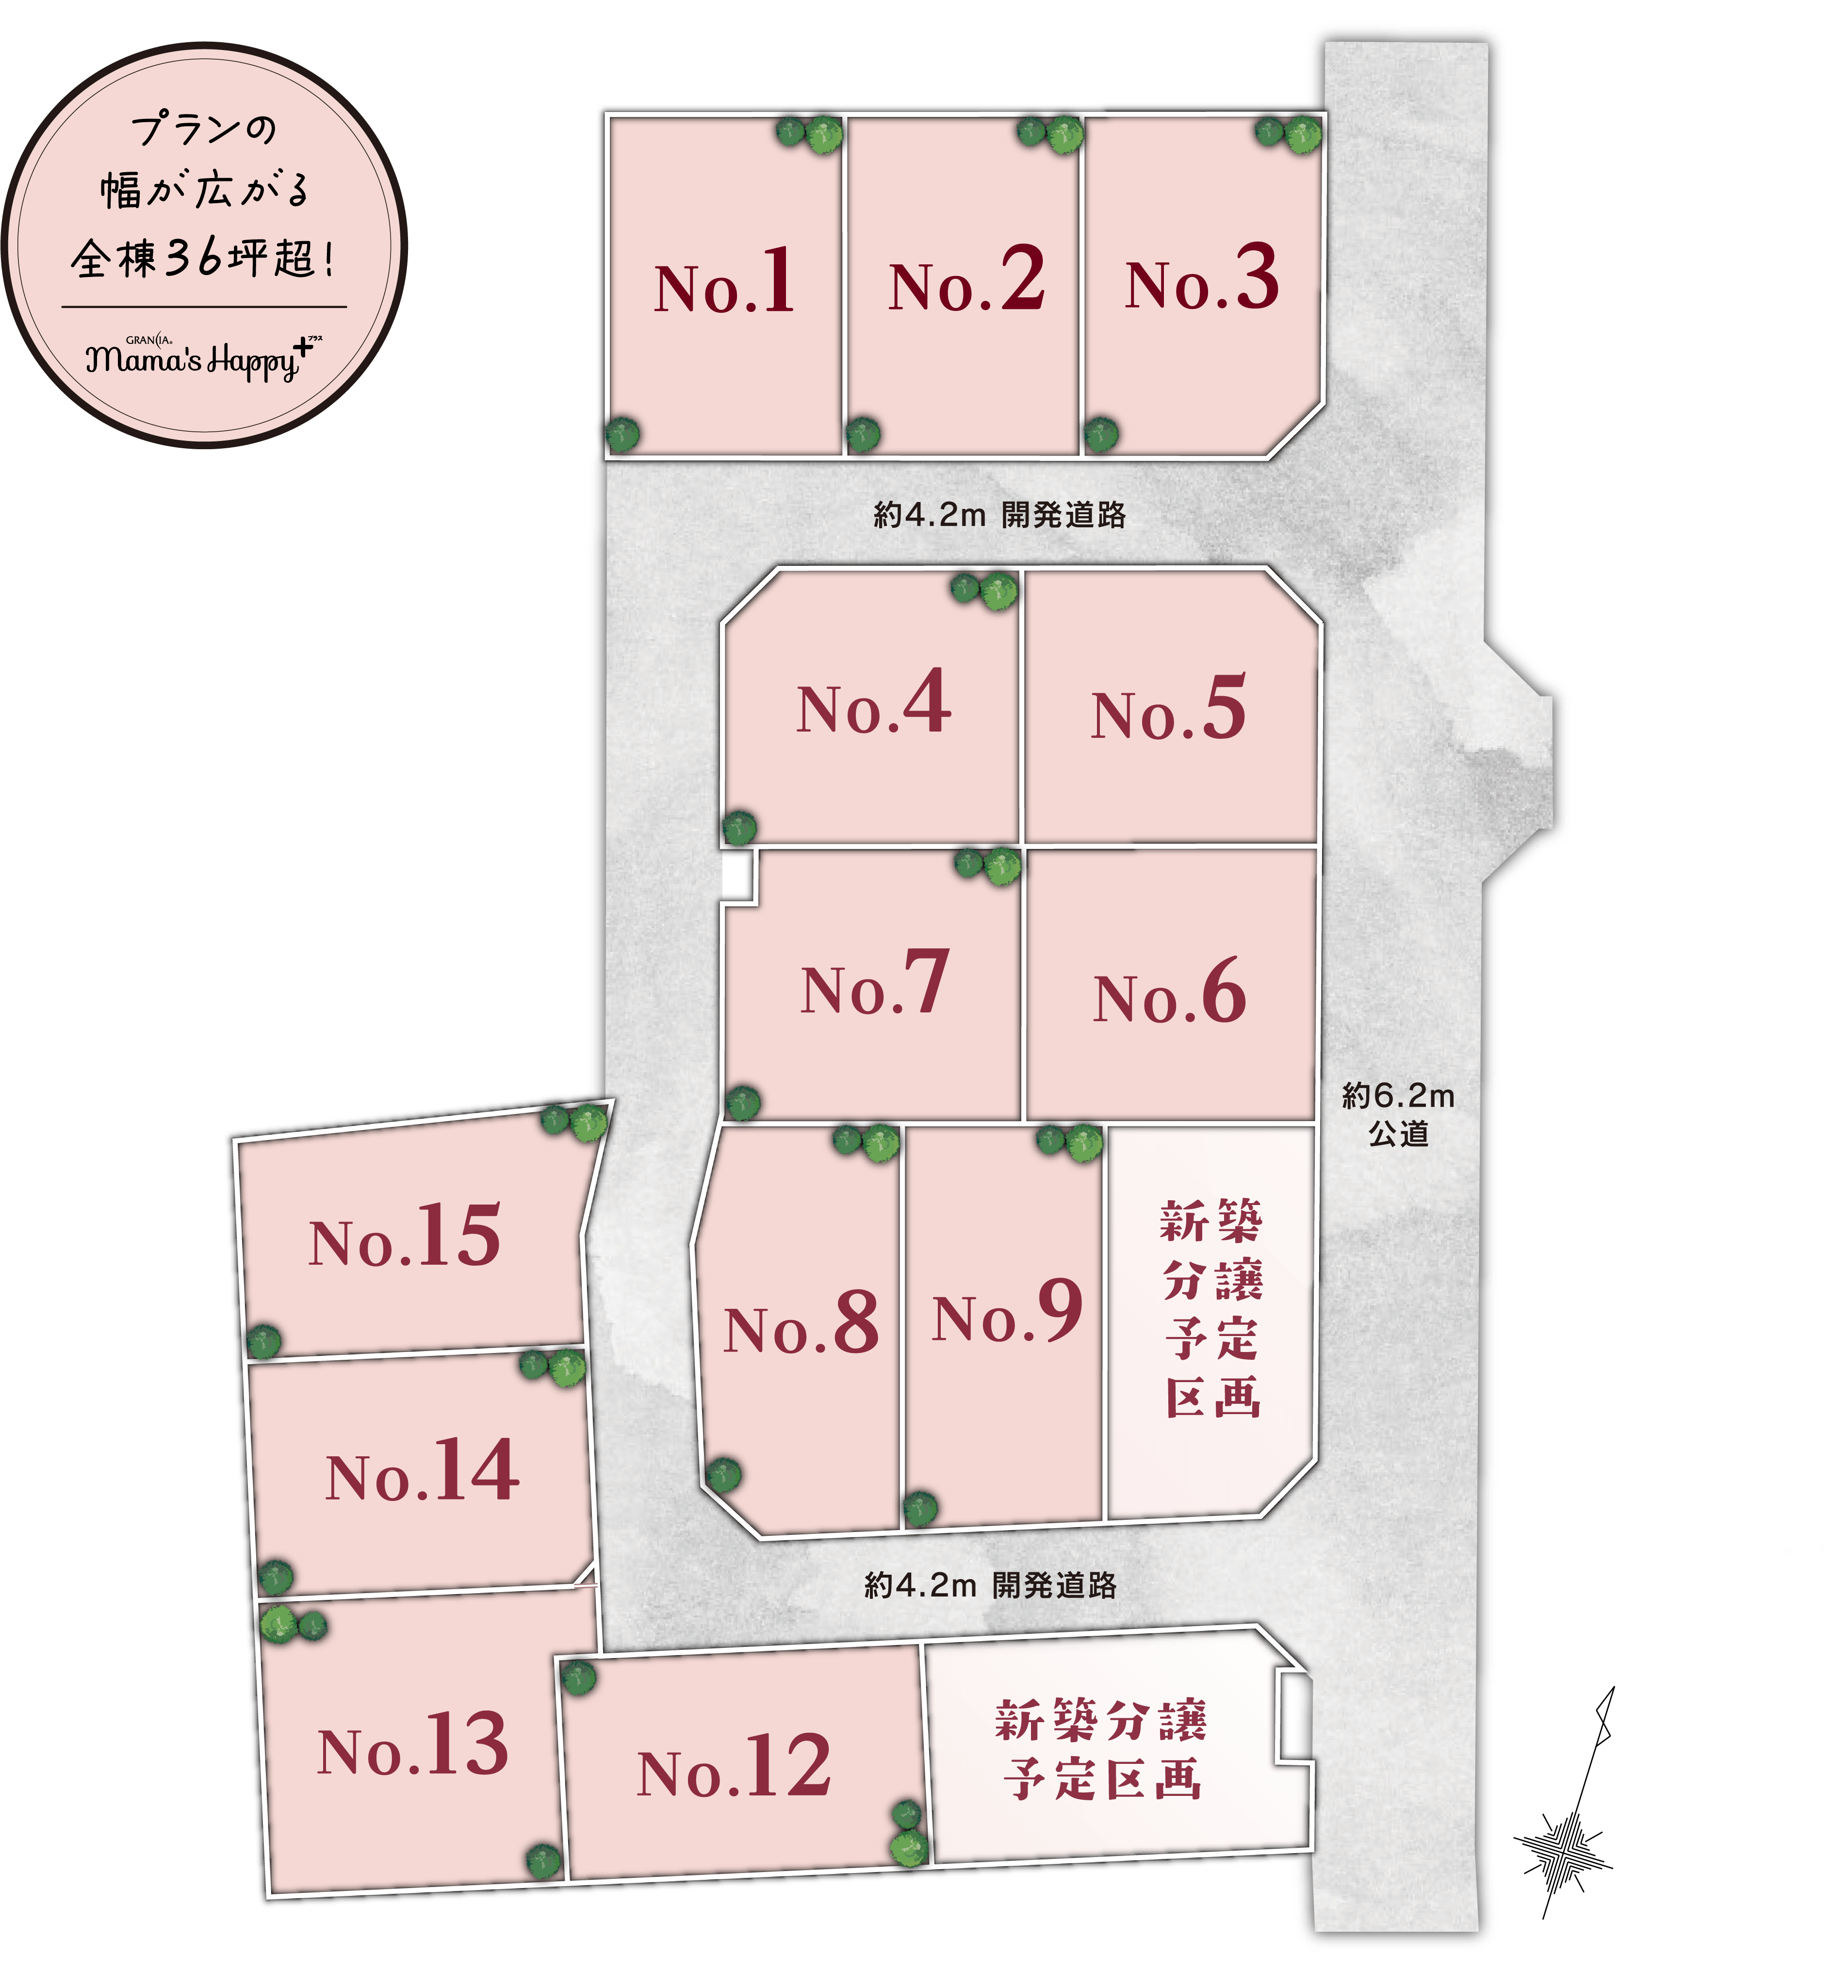 プランの
幅が広がる
全棟36坪超!
GRANCIA®
Mama's Happy+プラス
No.1
No.2
No.3
約4.2m 開発道路
No.4
No.5
No.7
No.6
約6.2m
公道
No.8
No.9
新築
分譲
予定
区画
No.15
No.14
約4.2m 開発道路
No.13
No.12
新築分譲
予定区画